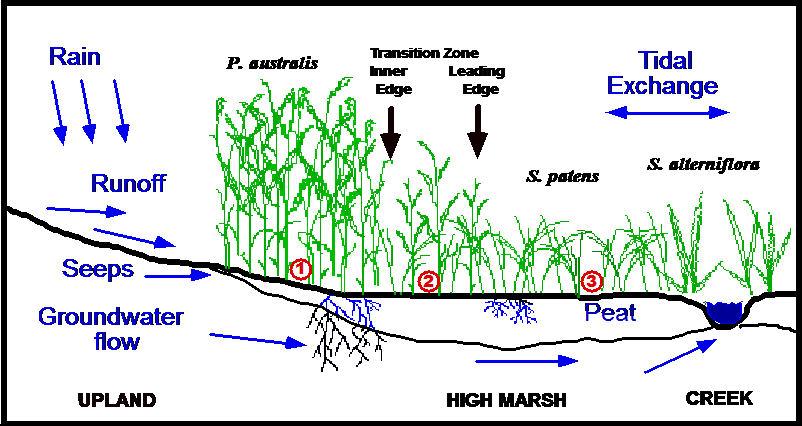 Rain
P. australis
Transition Zone
Inner Leading
Edge Edge
Tidal
Exchange
S. patens
S. alterniflora
Runoff
Seeps
1
2
3
Groundwater
flow
Peat
UPLAND
HIGH MARSH
CREEK